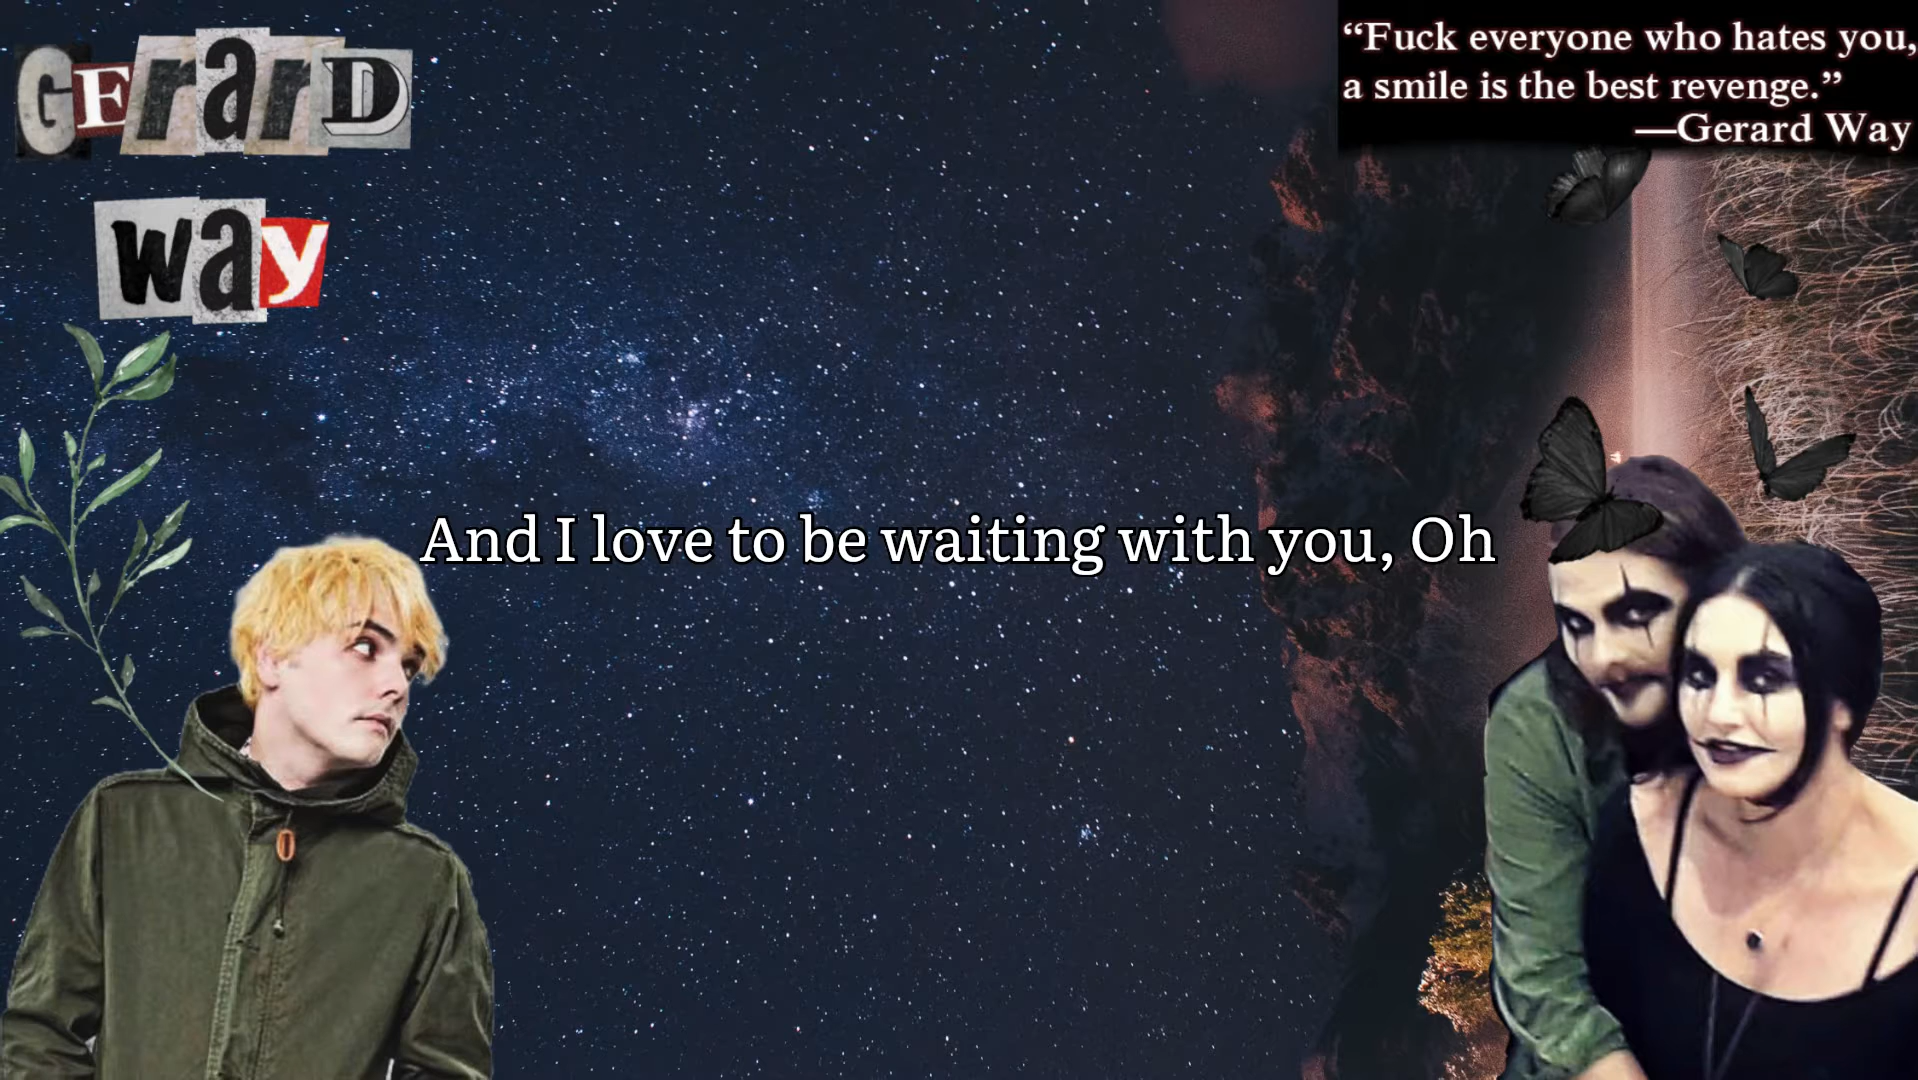 Gerard
way
“Fuck everyone who hates you,
a smile is the best revenge.”
—Gerard Way
And I love to be waiting with you, Oh